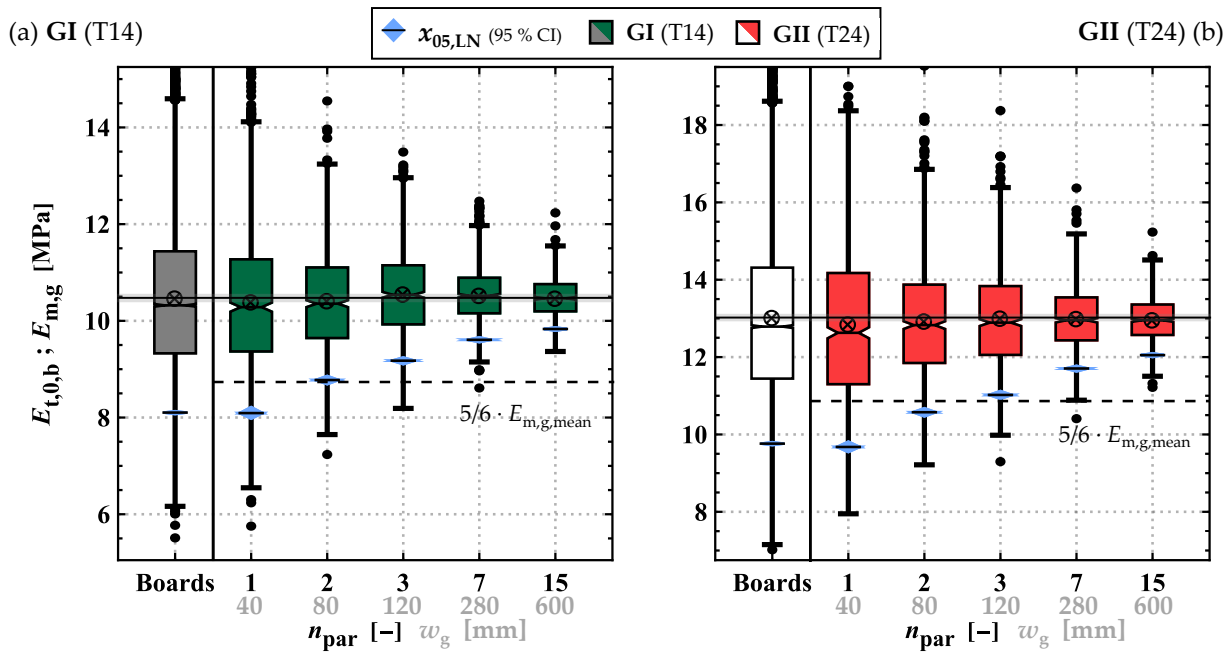 (a) GI (T14)
x05,LN (95 % CI) GI (T14) GII (T24)
GII (T24) (b)
Et,0,b ; Em,g [MPa]
14
12
10
8
6
5/6 · Em,g,mean
Boards 1 2 3 7 15
40 80 120 280 600
npar [–] wg [mm]
18
16
14
12
10
8
5/6 · Em,g,mean
Boards 1 2 3 7 15
40 80 120 280 600
npar [–] wg [mm]